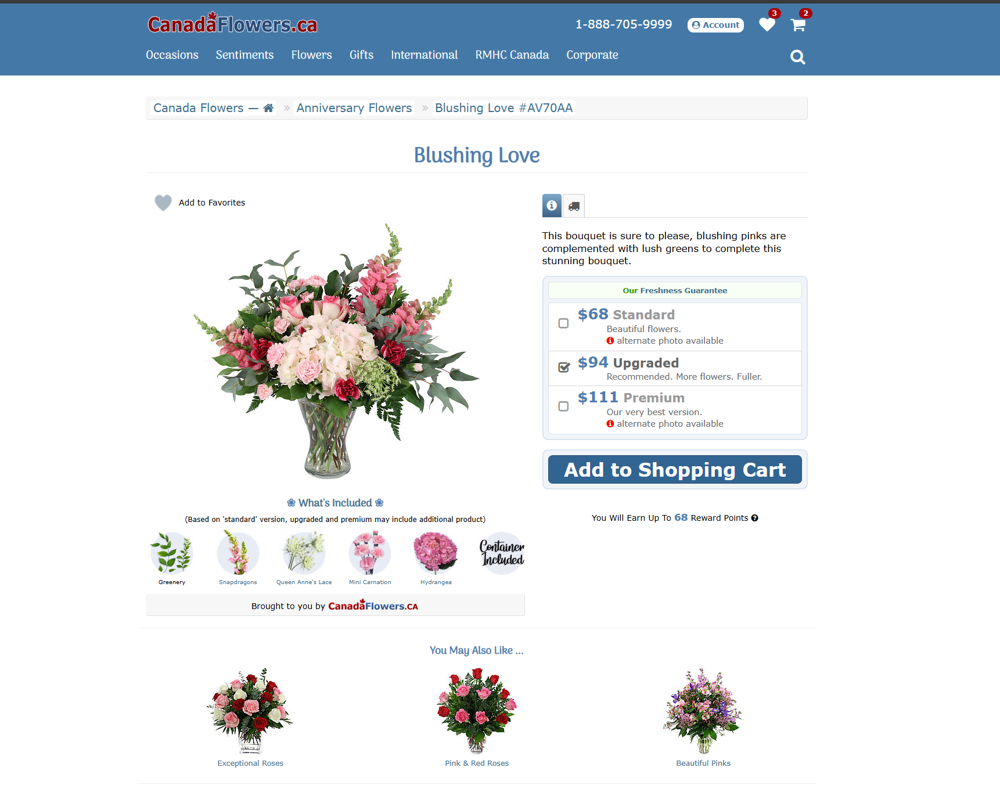 CanadaFlowers.ca
1-888-705-9999
Account
3
2
Occasions Sentiments Flowers Gifts International RMHC Canada Corporate
Canada Flowers — » Anniversary Flowers » Blushing Love #AV70AA
Blushing Love
Add to Favorites
This bouquet is sure to please, blushing pinks are
complemented with lush greens to complete this
stunning bouquet.
Our Freshness Guarantee
$68 Standard
Beautiful flowers.
alternate photo available
$94 Upgraded
Recommended. More flowers. Fuller.
$111 Premium
Our very best version.
alternate photo available
Add to Shopping Cart
You Will Earn Up To 68 Reward Points
❀ What's Included ❀
(Based on 'standard' version, upgraded and premium may include additional product)
Container
Included
Greenery Snapdragons Queen Anne's Lace Mini Carnation Hydrangea
Brought to you by CanadaFlowers.CA
You May Also Like ...
Exceptional Roses Pink & Red Roses Beautiful Pinks